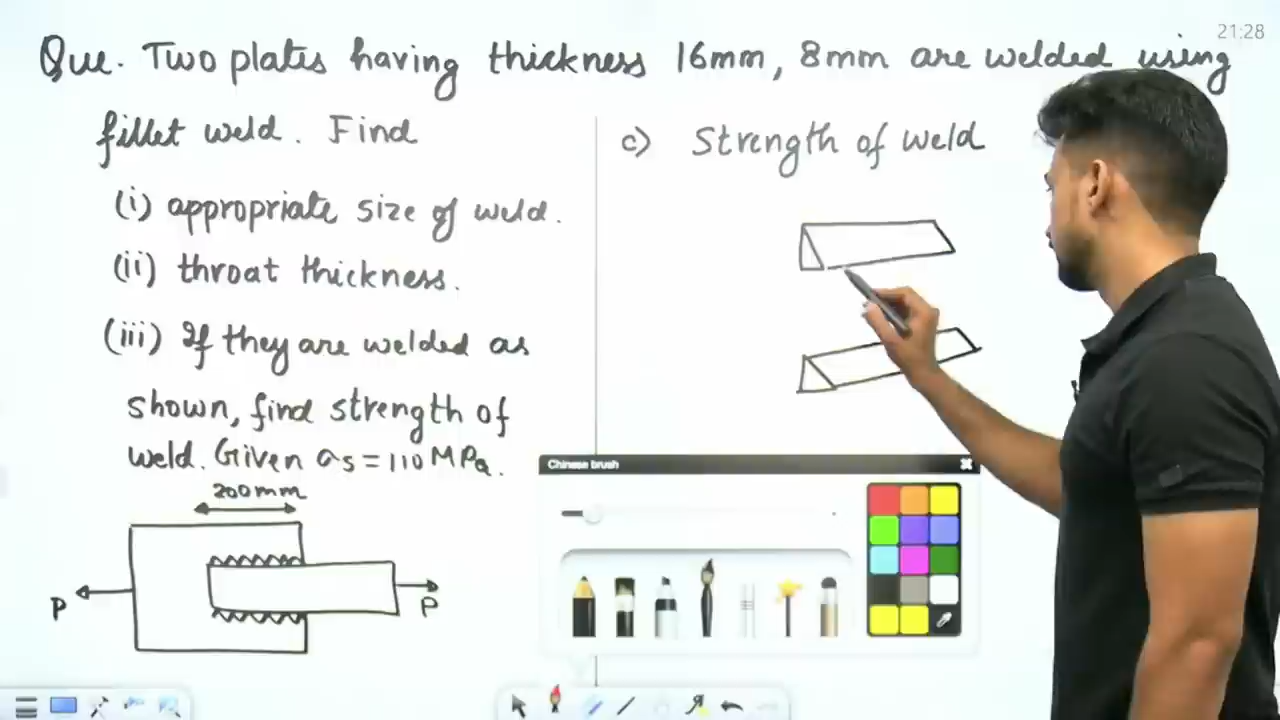 21:28
Que. Two plates having thickness 16mm, 8mm are welded using
fillet weld. Find
(i) appropriate size of weld.
(ii) throat thickness.
(iii) If they are welded as
shown, find strength of
weld. Given σs = 110 MPa.
200mm
P
P
c) Strength of weld
Chinese brush